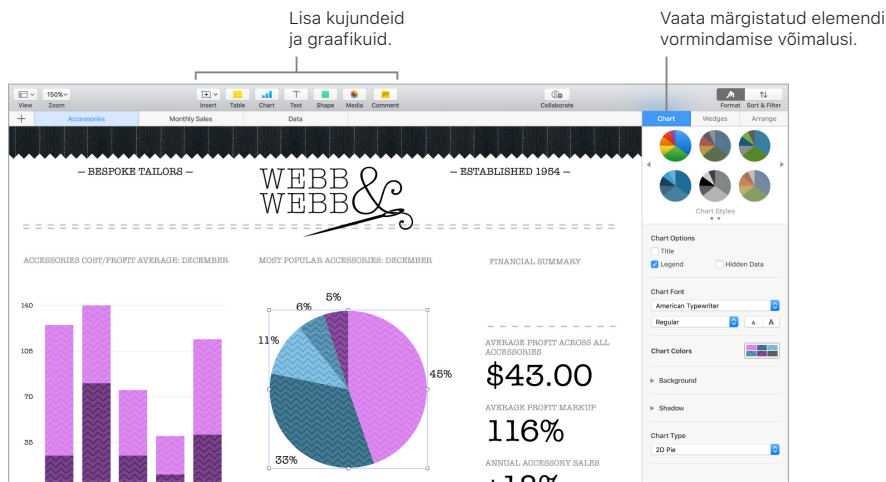 Lisa kujundeid
ja graafikuid.
Vaata märgistatud elemendi
vormindamise võimalusi.
150%
View Zoom Insert Table Chart Text Shape Media Comment Collaborate Format Sort & Filter
Accessories Monthly Sales Data
Chart Wedges Arrange
– BESPOKE TAILORS –
WEBB
WEBB &
– ESTABLISHED 1954 –
Chart Styles
ACCESSORIES COST/PROFIT AVERAGE: DECEMBER
MOST POPULAR ACCESSORIES: DECEMBER
FINANCIAL SUMMARY
140
105
70
35
5%
6%
11%
45%
33%
AVERAGE PROFIT ACROSS ALL
ACCESSORIES
$43.00
AVERAGE PROFIT MARKUP
116%
ANNUAL ACCESSORY SALES
Chart Options
Title
Legend Hidden Data
Chart Font
American Typewriter
Regular A A
Chart Colors
Background
Shadow
Chart Type
2D Pie